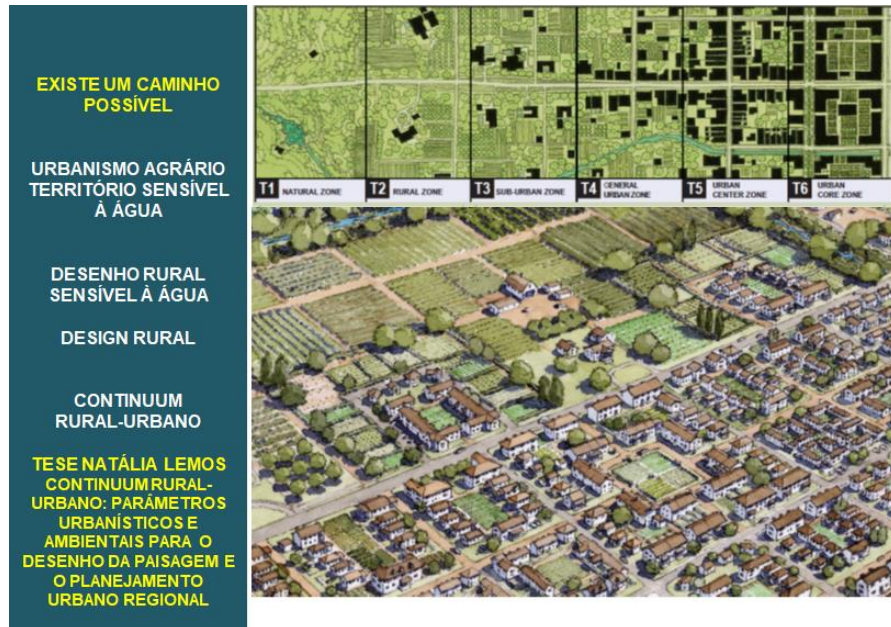 EXISTE UM CAMINHO
POSSÍVEL
URBANISMO AGRÁRIO
TERRITÓRIO SENSÍVEL
À ÁGUA
DESENHO RURAL
SENSÍVEL À ÁGUA
DESIGN RURAL
CONTINUUM
RURAL-URBANO
TESE NATÁLIA LEMOS
CONTINUUM RURAL-
URBANO: PARÂMETROS
URBANÍSTICOS E
AMBIENTAIS PARA O
DESENHO DA PAISAGEM E
O PLANEJAMENTO
URBANO REGIONAL
T1 NATURAL ZONE
T2 RURAL ZONE
T3 SUB-URBAN ZONE
T4 GENERAL
URBAN ZONE
T5 URBAN
CENTER ZONE
T6 URBAN
CORE ZONE